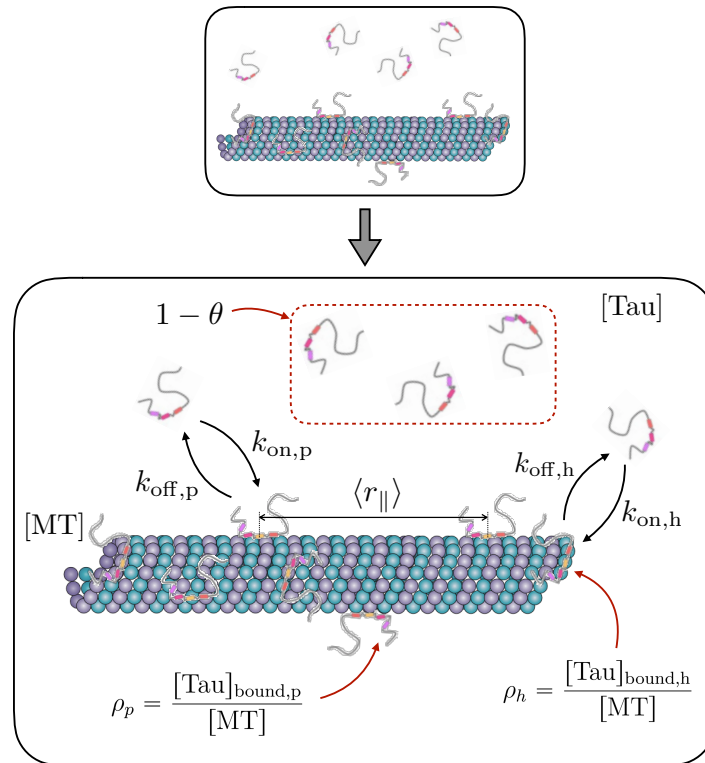 [Tau]
1 − θ
k_on,p
k_off,p
⟨r_∥⟩
k_off,h
k_on,h
[MT]
ρ_p = [Tau]_bound,p / [MT]
ρ_h = [Tau]_bound,h / [MT]